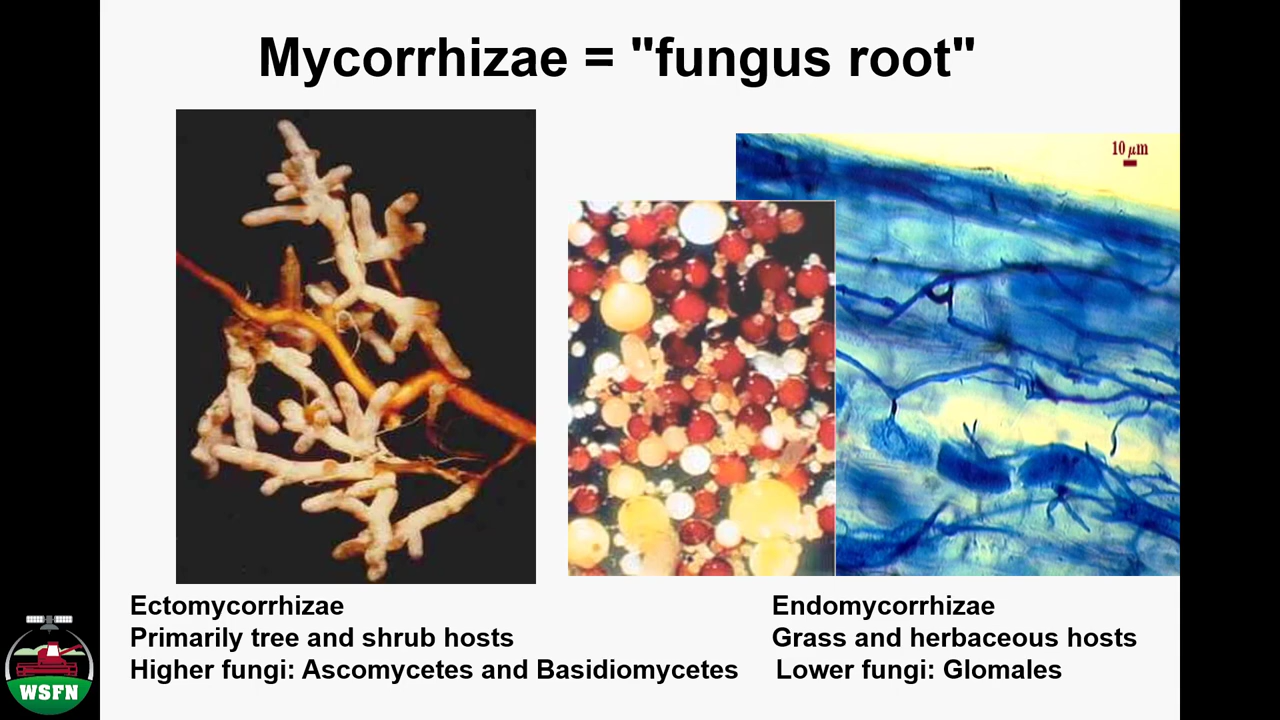 Mycorrhizae = "fungus root"
10 µm
Ectomycorrhizae
Primarily tree and shrub hosts
Higher fungi: Ascomycetes and Basidiomycetes
Endomycorrhizae
Grass and herbaceous hosts
Lower fungi: Glomales
WSFN